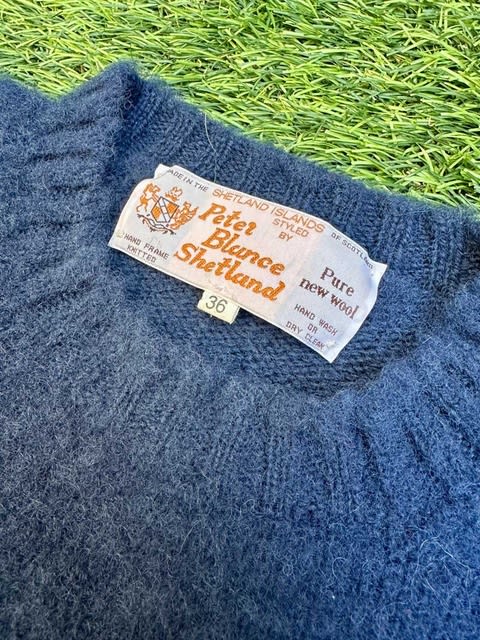 MADE IN THE
SHETLAND ISLANDS
OF SCOTLAND
STYLED
BY
Peter
Blance
Shetland
HAND FRAME
KNITTED
Pure
new wool
HAND WASH
OR
DRY CLEAN
36